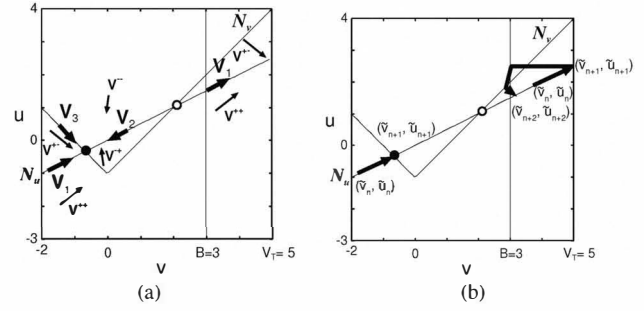 4
N_v
V^{+-}
V^{--}
V_1
V^{++}
V_3
V_2
u
0
V^{+-}
V^{-+}
N_u
V_1
V^{++}
-3
-2
0
B=3
V_T= 5
v
(a)
4
N_v
(ṽ_{n+1}, ũ_{n+1})
(ṽ_n, ũ_n)
(ṽ_{n+2}, ũ_{n+2})
(ṽ_{n+1}, ũ_{n+1})
u
0
N_u
(ṽ_n, ũ_n)
-3
-2
0
B=3
V_T= 5
v
(b)